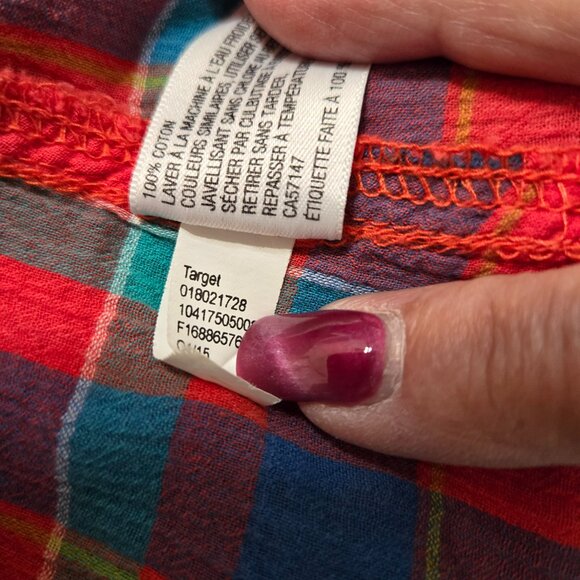 100% COTON
LAVER À LA MACHINE À L'EAU FROIDE
COULEURS SIMILAIRES, UTILISER
JAVELLISANT SANS CHLORE
SÉCHER PAR CULBUTAGE
RETIRER SANS TARDER.
REPASSER À TEMPÉRATURE
CA57147
ÉTIQUETTE FAITE À 100%
Target
018021728
1041750500
F16886576